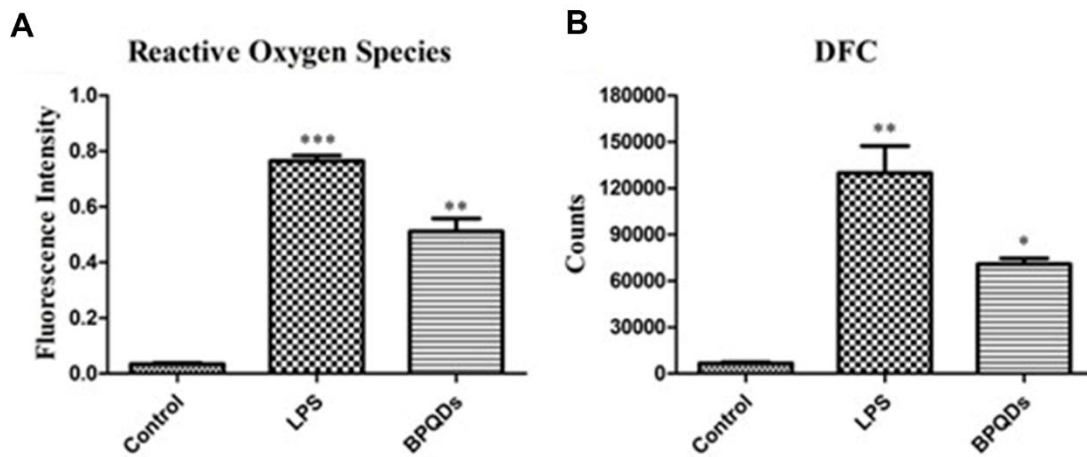 A
Reactive Oxygen Species
Fluorescence Intensity
1.0
0.8
0.6
0.4
0.2
0.0
***
**
Control
LPS
BPQDs
B
DFC
Counts
180000
150000
120000
90000
60000
30000
0
**
*
Control
LPS
BPQDs